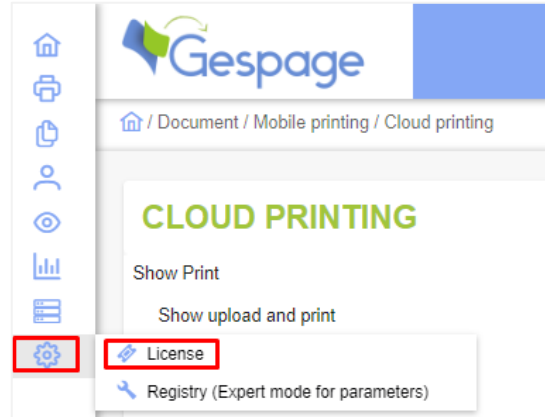 Gespage
/ Document / Mobile printing / Cloud printing
CLOUD PRINTING
Show Print
Show upload and print
License
Registry (Expert mode for parameters)